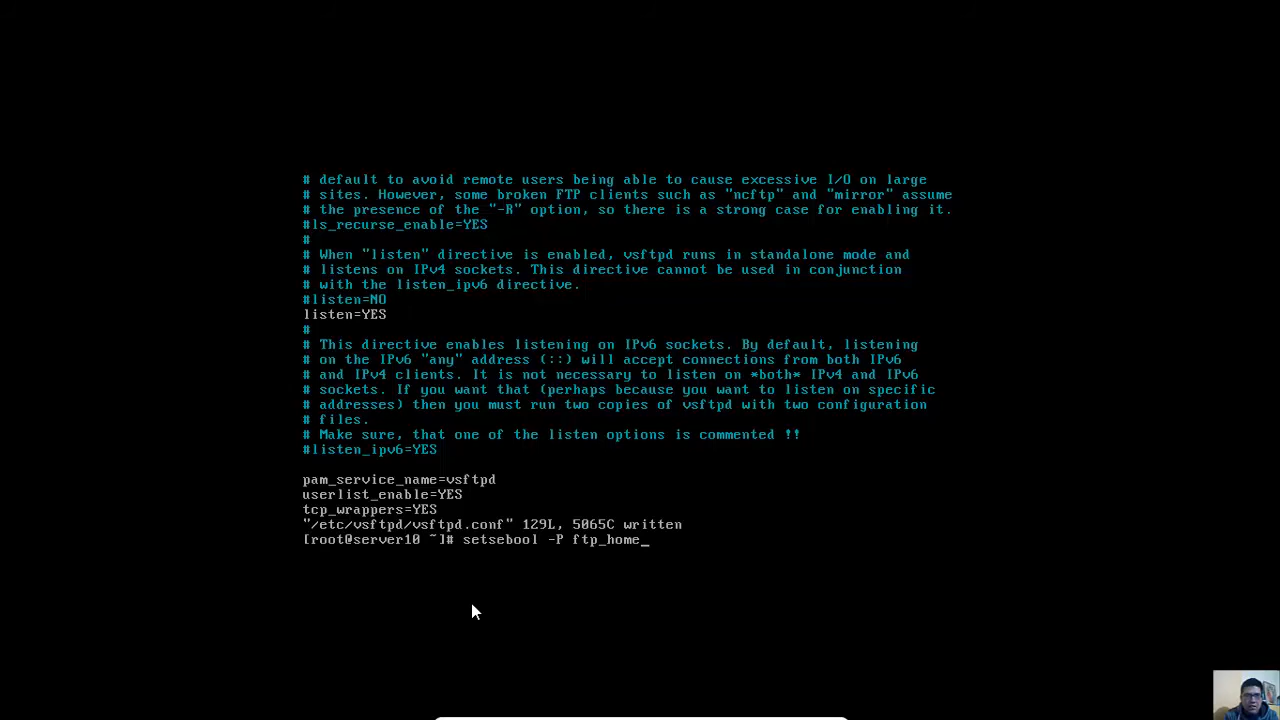 # default to avoid remote users being able to cause excessive I/O on large
# sites. However, some broken FTP clients such as "ncftp" and "mirror" assume
# the presence of the "-R" option, so there is a strong case for enabling it.
#ls_recurse_enable=YES
#
# When "listen" directive is enabled, vsftpd runs in standalone mode and
# listens on IPv4 sockets. This directive cannot be used in conjunction
# with the listen_ipv6 directive.
#listen=NO
listen=YES
#
# This directive enables listening on IPv6 sockets. By default, listening
# on the IPv6 "any" address (::) will accept connections from both IPv6
# and IPv4 clients. It is not necessary to listen on *both* IPv4 and IPv6
# sockets. If you want that (perhaps because you want to listen on specific
# addresses) then you must run two copies of vsftpd with two configuration
# files.
# Make sure, that one of the listen options is commented !!
#listen_ipv6=YES
pam_service_name=vsftpd
userlist_enable=YES
tcp_wrappers=YES
"/etc/vsftpd/vsftpd.conf" 129L, 5065C written
[root@server10 ~]# setsebool -P ftp_home_